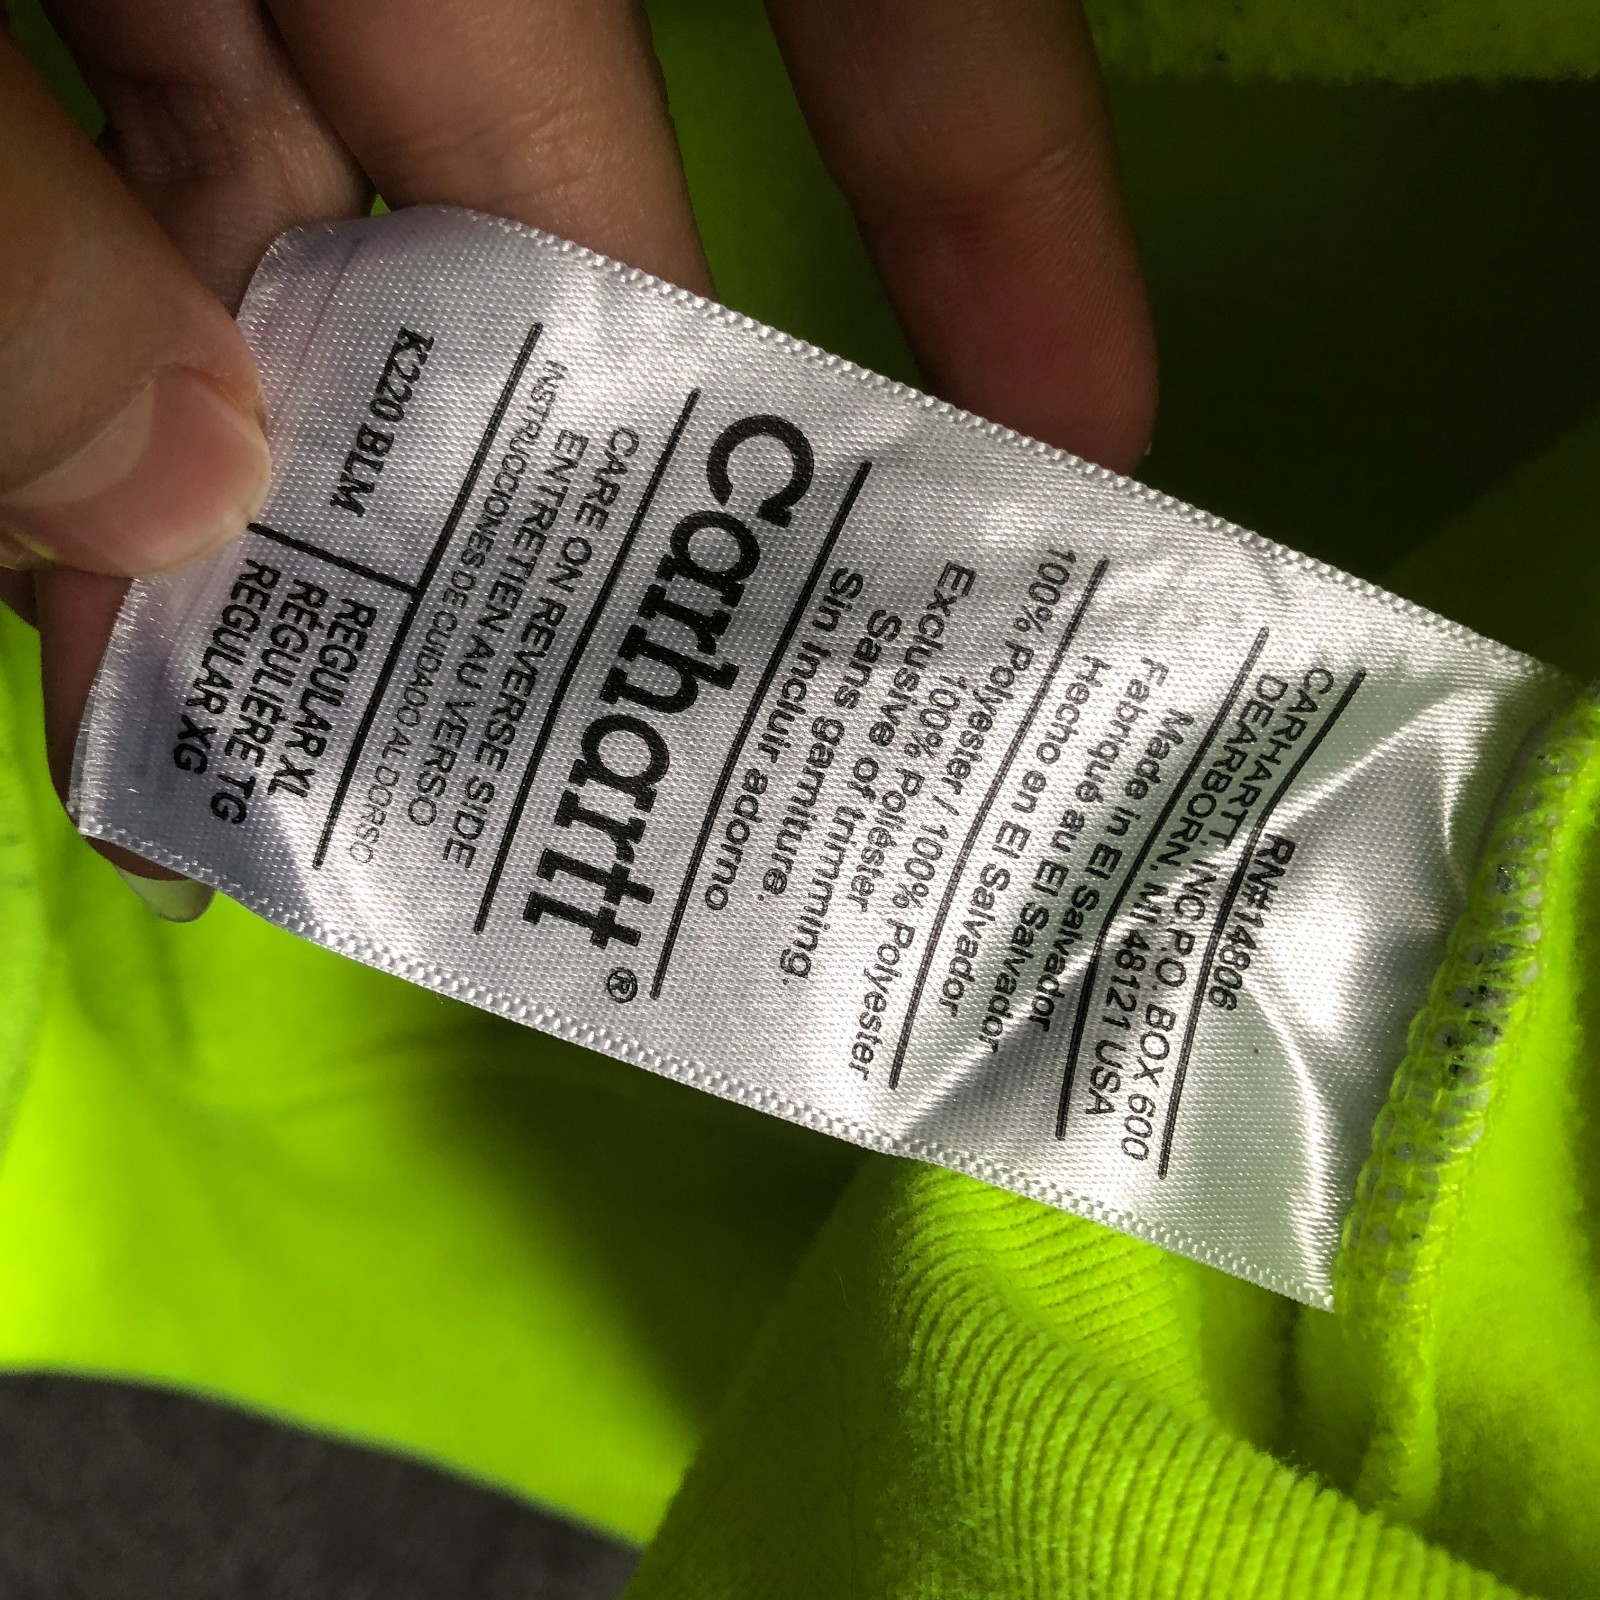 CARHARTT, INC.P.O. BOX 600
DEARBORN, MI 48121 USA
RN#14806
Made in El Salvador
Fabriqué au El Salvador
Hecho en El Salvador
100% Polyester / 100% Polyester
100% Poliéster
Exclusive of trimming.
Sans garniture.
Sin incluir adorno
carhartt®
CARE ON REVERSE SIDE
ENTRETIEN AU VERSO
INSTRUCCIONES DE CUIDADO AL DORSO
K220 BLM
REGULAR XL
RÉGULIÈRE TG
REGULAR XG